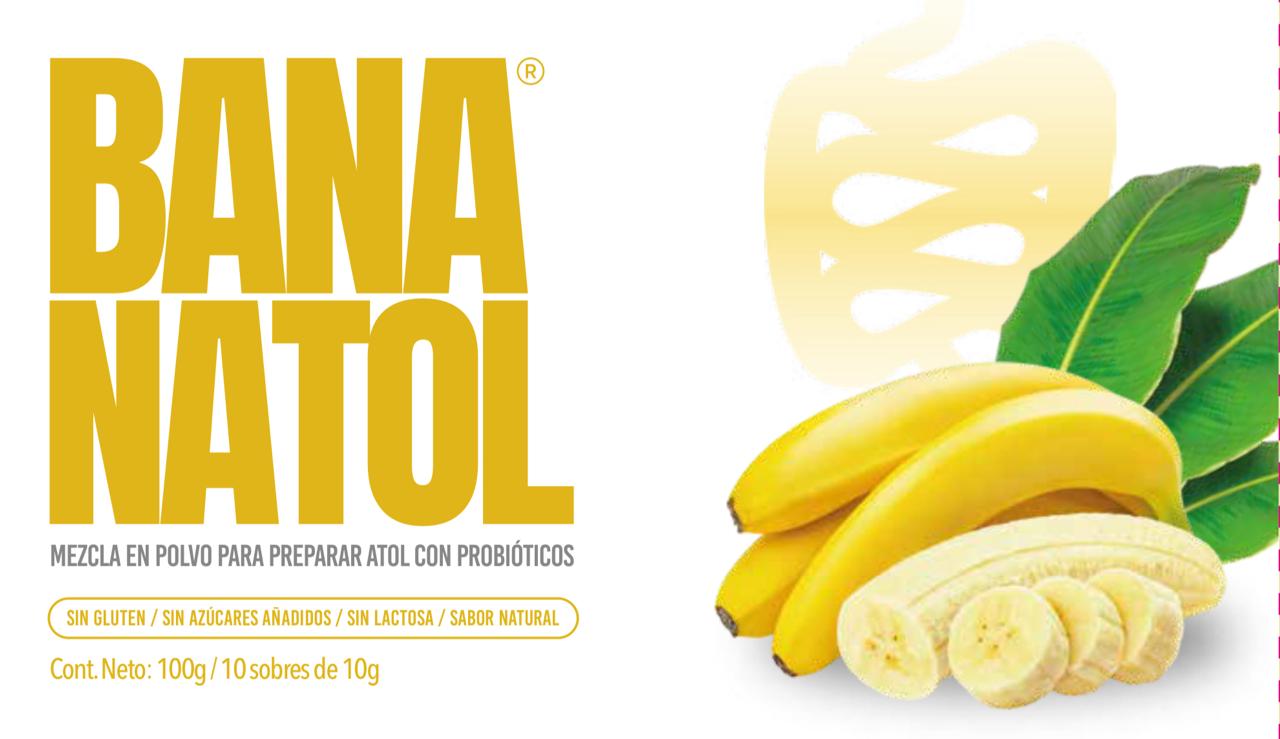 BANA®
NATOL
MEZCLA EN POLVO PARA PREPARAR ATOL CON PROBIÓTICOS
SIN GLUTEN / SIN AZÚCARES AÑADIDOS / SIN LACTOSA / SABOR NATURAL
Cont. Neto: 100g / 10 sobres de 10g